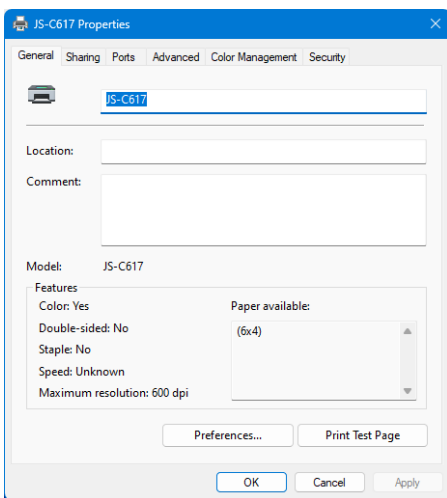 JS-C617 Properties
General Sharing Ports Advanced Color Management Security
JS-C617
Location:
Comment:
Model: JS-C617
Features
Color: Yes
Double-sided: No
Staple: No
Speed: Unknown
Maximum resolution: 600 dpi
Paper available:
(6x4)
Preferences... Print Test Page
OK Cancel Apply